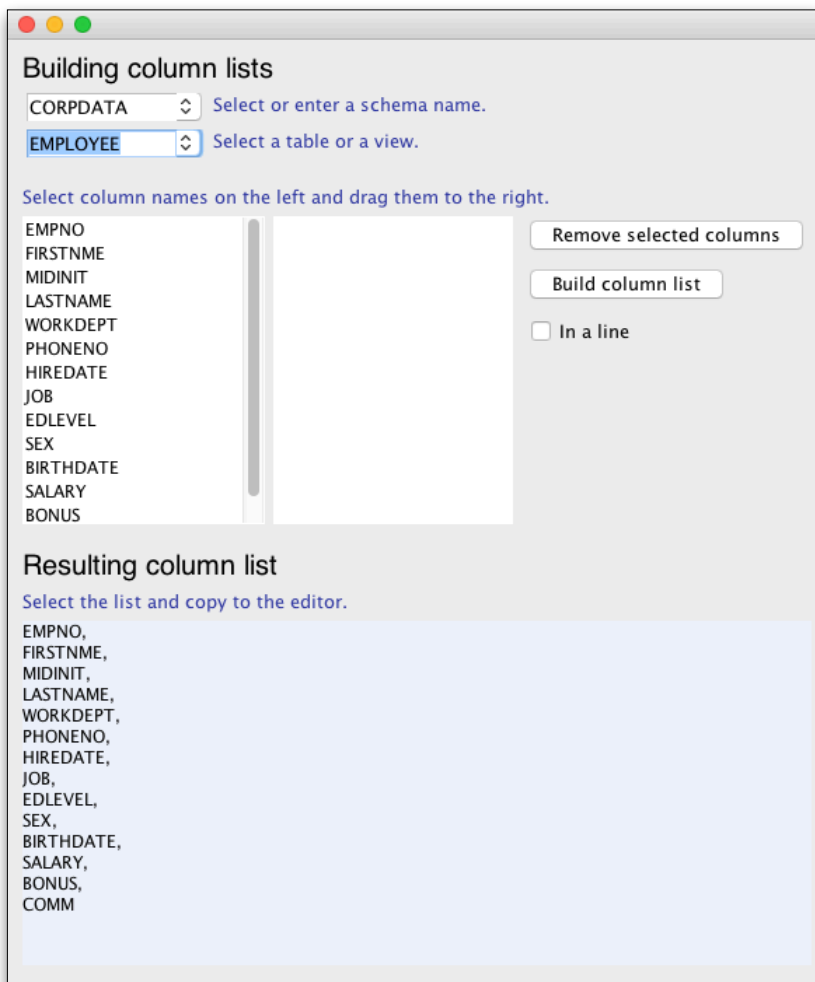 Building column lists
CORPDATA Select or enter a schema name.
EMPLOYEE Select a table or a view.
Select column names on the left and drag them to the right.
EMPNO
FIRSTNME
MIDINIT
LASTNAME
WORKDEPT
PHONENO
HIREDATE
JOB
EDLEVEL
SEX
BIRTHDATE
SALARY
BONUS
Remove selected columns
Build column list
In a line
Resulting column list
Select the list and copy to the editor.
EMPNO,
FIRSTNME,
MIDINIT,
LASTNAME,
WORKDEPT,
PHONENO,
HIREDATE,
JOB,
EDLEVEL,
SEX,
BIRTHDATE,
SALARY,
BONUS,
COMM